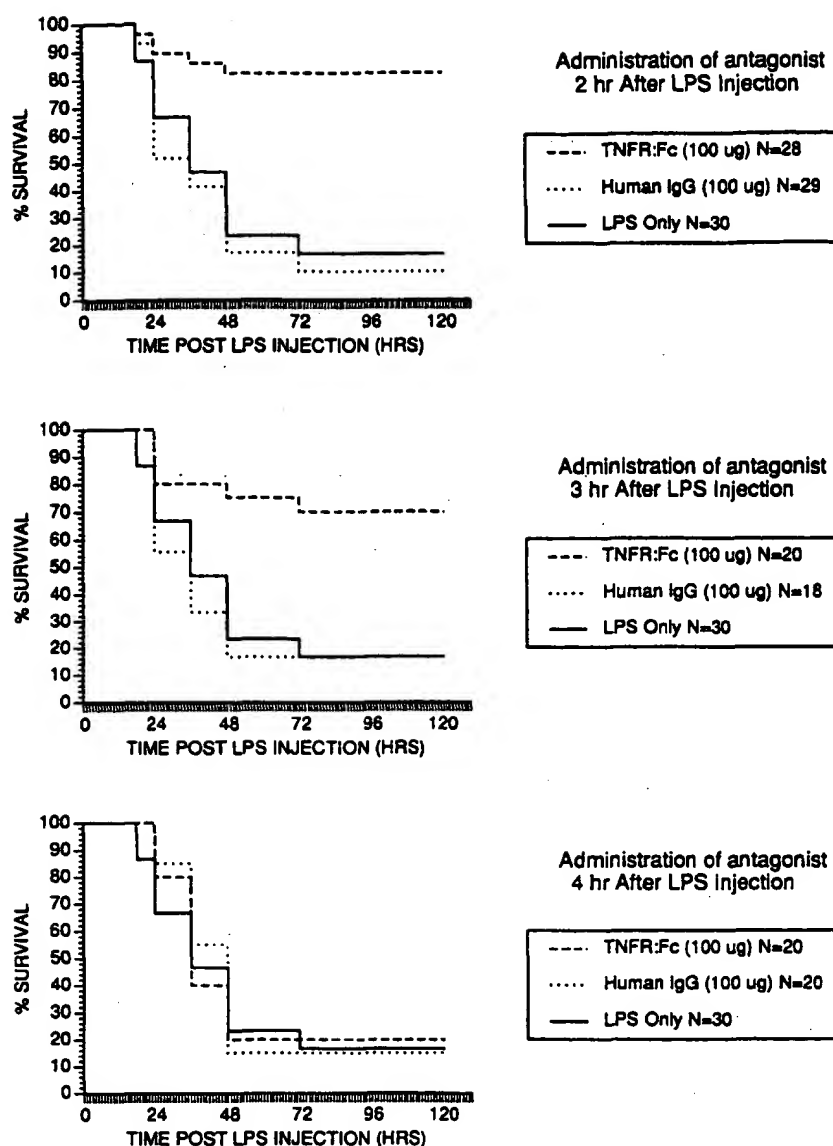 100
90
80
70
60
50
40
30
20
10
0
% SURVIVAL
0 24 48 72 96 120
TIME POST LPS INJECTION (HRS)
Administration of antagonist
2 hr After LPS Injection
TNFR:Fc (100 ug) N=28
Human IgG (100 ug) N=29
LPS Only N=30
100
90
80
70
60
50
40
30
20
10
0
% SURVIVAL
0 24 48 72 96 120
TIME POST LPS INJECTION (HRS)
Administration of antagonist
3 hr After LPS Injection
TNFR:Fc (100 ug) N=20
Human IgG (100 ug) N=18
LPS Only N=30
100
90
80
70
60
50
40
30
20
10
0
% SURVIVAL
0 24 48 72 96 120
TIME POST LPS INJECTION (HRS)
Administration of antagonist
4 hr After LPS Injection
TNFR:Fc (100 ug) N=20
Human IgG (100 ug) N=20
LPS Only N=30